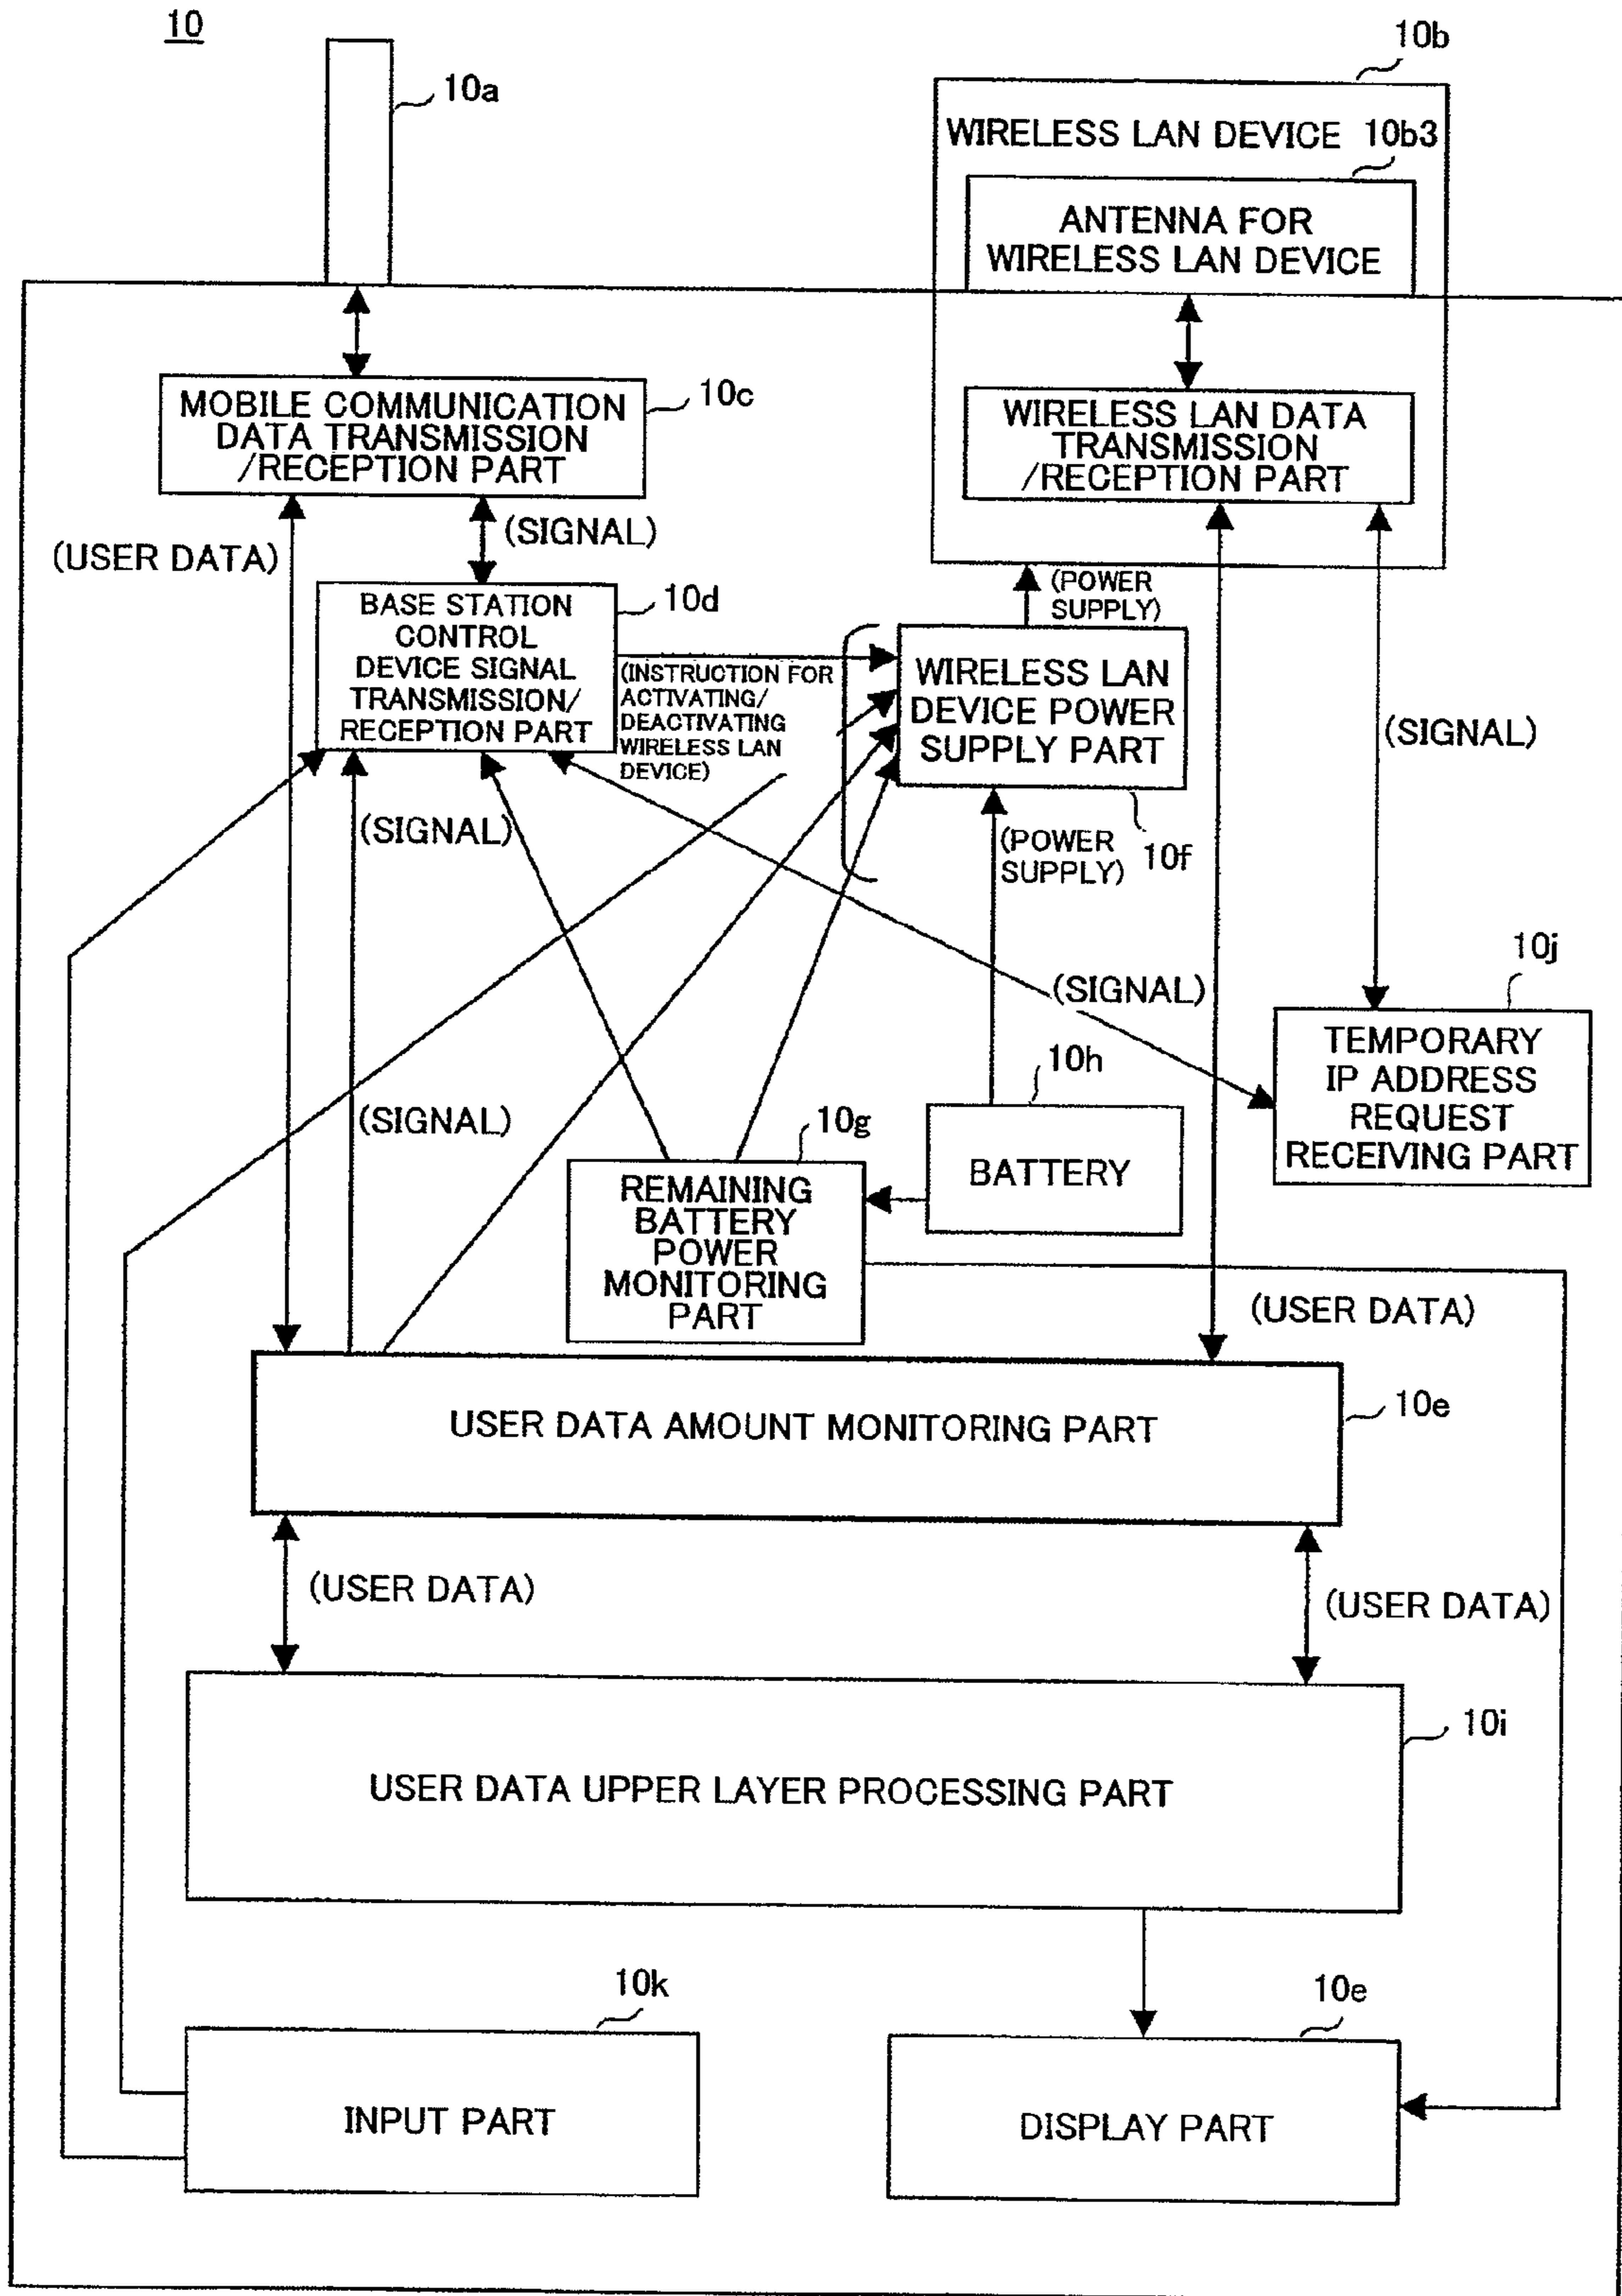 10
10a
10b
WIRELESS LAN DEVICE
10b3
ANTENNA FOR
WIRELESS LAN DEVICE
MOBILE COMMUNICATION
DATA TRANSMISSION
/RECEPTION PART
10c
WIRELESS LAN DATA
TRANSMISSION
/RECEPTION PART
(USER DATA)
(SIGNAL)
BASE STATION
CONTROL
DEVICE SIGNAL
TRANSMISSION/
RECEPTION PART
10d
(INSTRUCTION FOR
ACTIVATING/
DEACTIVATING
WIRELESS LAN
DEVICE)
(POWER
SUPPLY)
WIRELESS LAN
DEVICE POWER
SUPPLY PART
10f
(SIGNAL)
(SIGNAL)
(POWER
SUPPLY)
(SIGNAL)
10j
TEMPORARY
IP ADDRESS
REQUEST
RECEIVING PART
10h
BATTERY
(SIGNAL)
10g
REMAINING
BATTERY
POWER
MONITORING
PART
(USER DATA)
USER DATA AMOUNT MONITORING PART
10e
(USER DATA)
(USER DATA)
10i
USER DATA UPPER LAYER PROCESSING PART
10k
INPUT PART
10e
DISPLAY PART